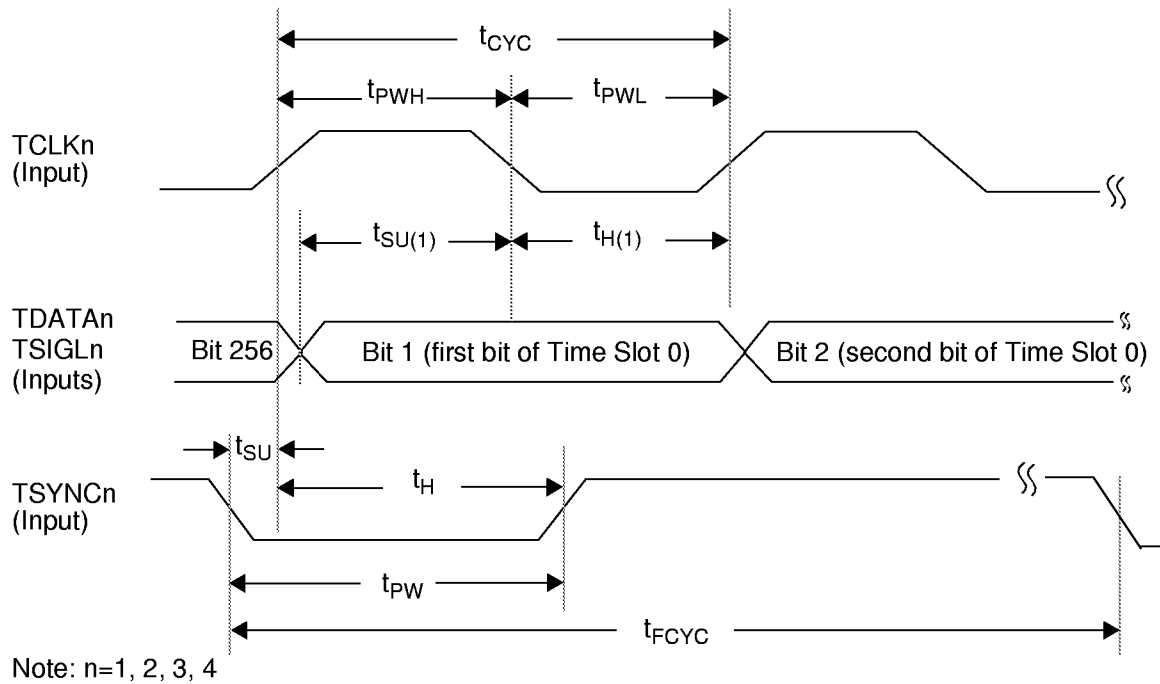 tCYC
tPWH
tPWL
TCLKn
(Input)
tSU(1)
tH(1)
TDATAn
TSIGLn
(Inputs)
Bit 256
Bit 1 (first bit of Time Slot 0)
Bit 2 (second bit of Time Slot 0)
tSU
tH
TSYNCn
(Input)
tPW
tFCYC
Note: n=1, 2, 3, 4